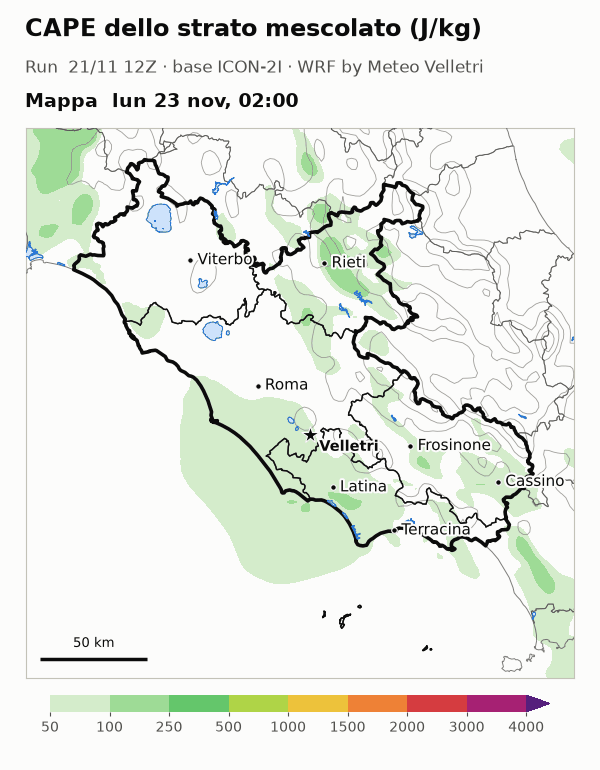 CAPE dello strato mescolato (J/kg)
Run  21/11 12Z · base ICON-2I · WRF by Meteo Velletri
Mappa  lun 23 nov, 02:00
Viterbo
Rieti
Roma
Velletri
Frosinone
Latina
Cassino
Terracina
50 km
50 100 250 500 1000 1500 2000 3000 4000